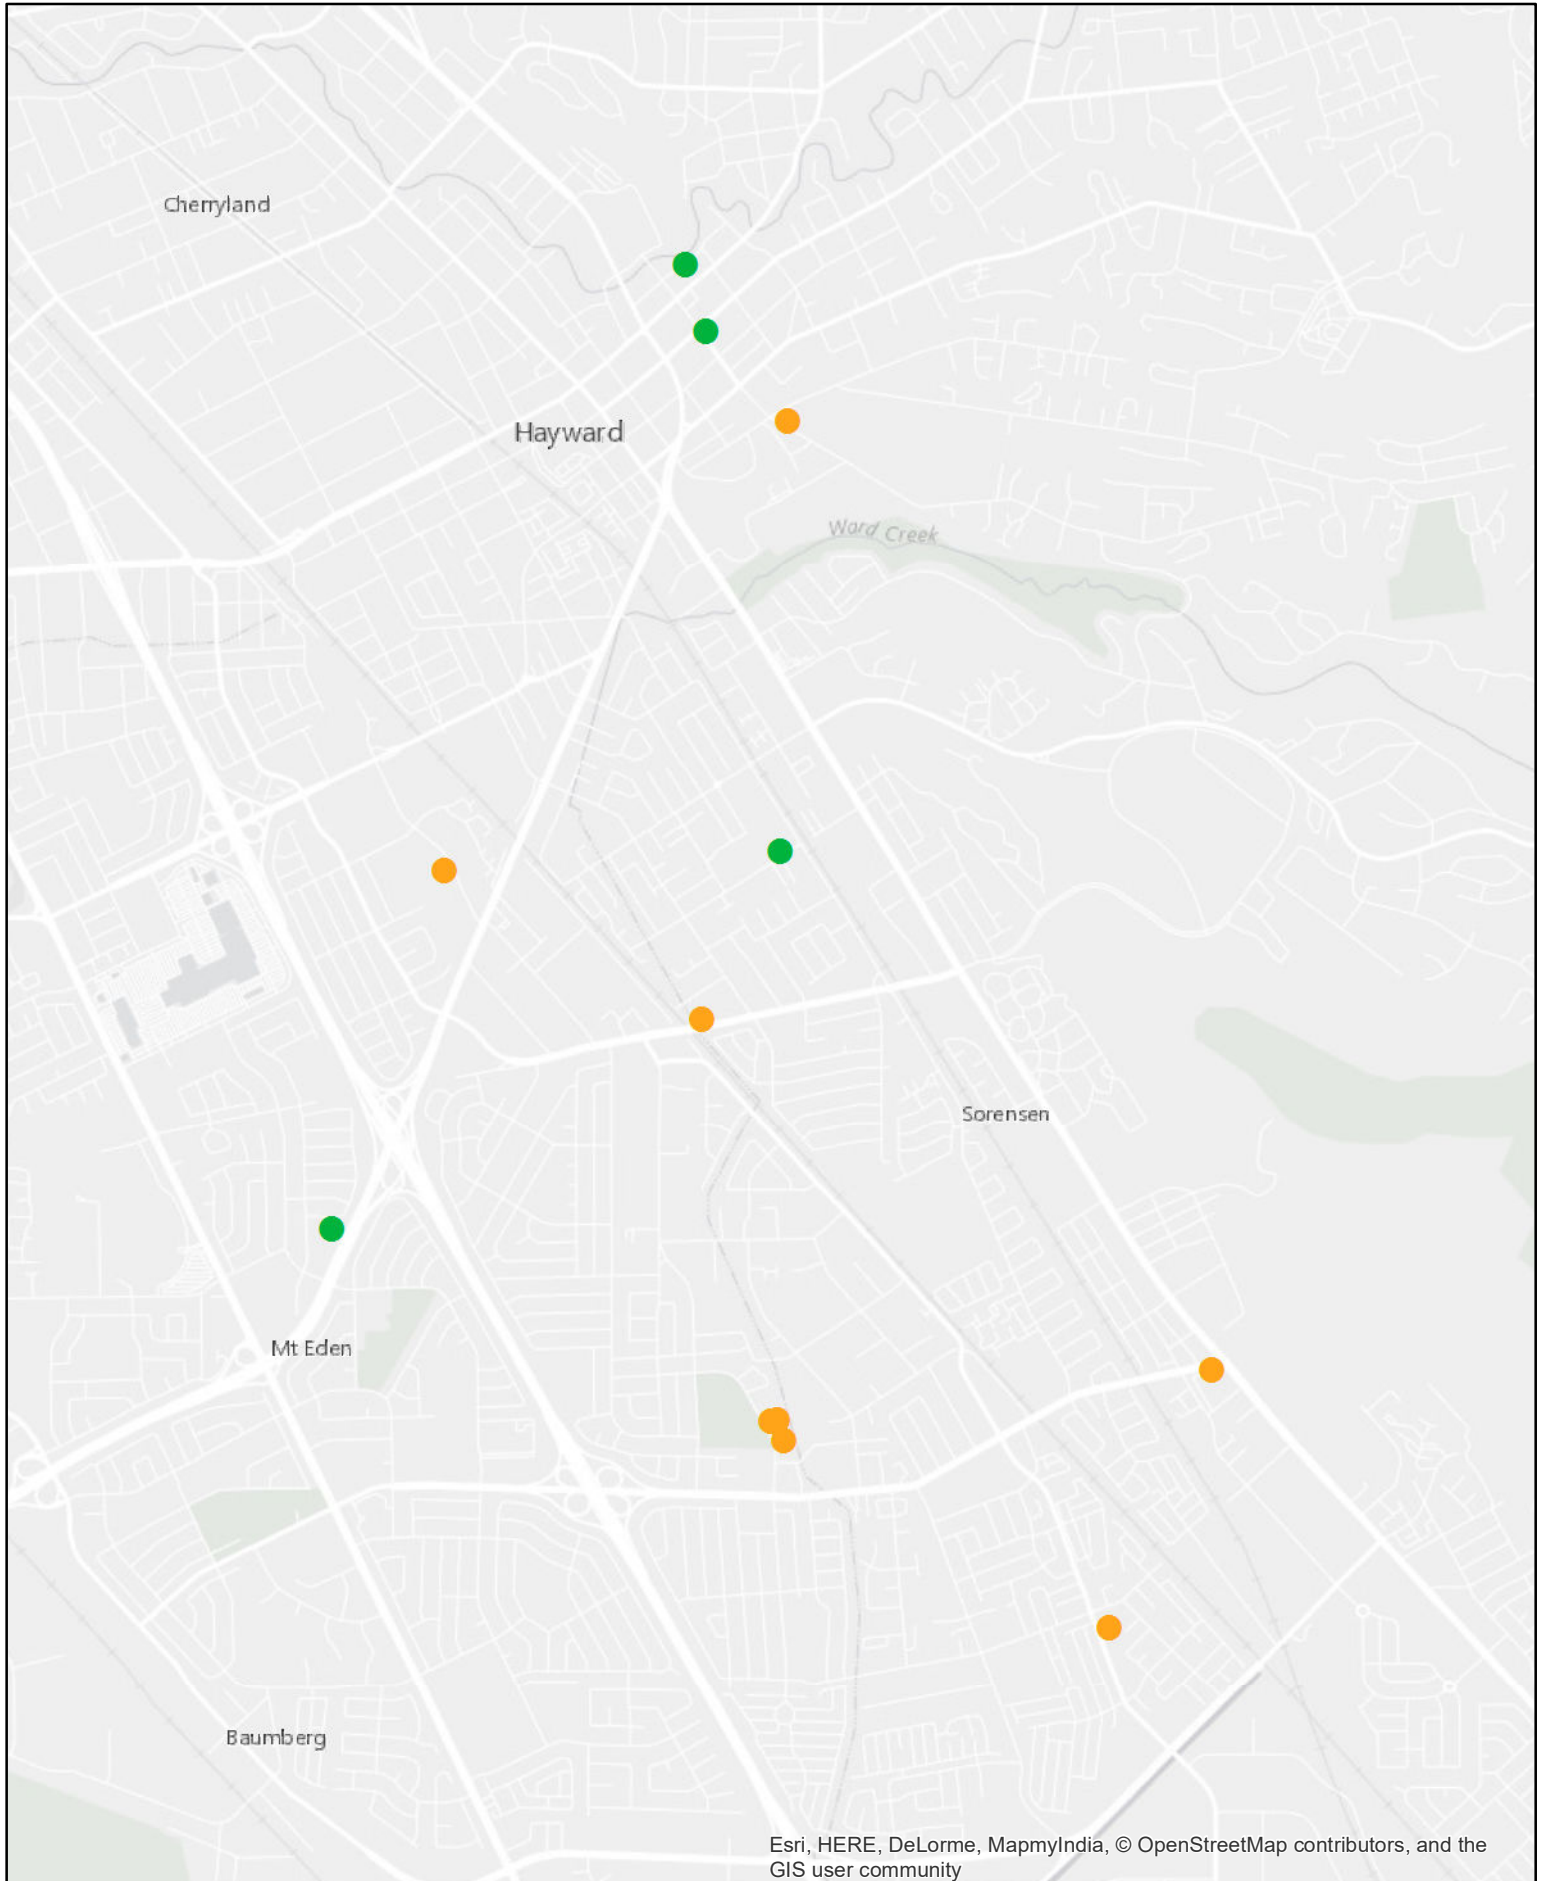 Cherryland
Hayward
Ward Creek
Sorensen
Mt Eden
Baumberg
Esri, HERE, DeLorme, MapmyIndia, © OpenStreetMap contributors, and the
GIS user community